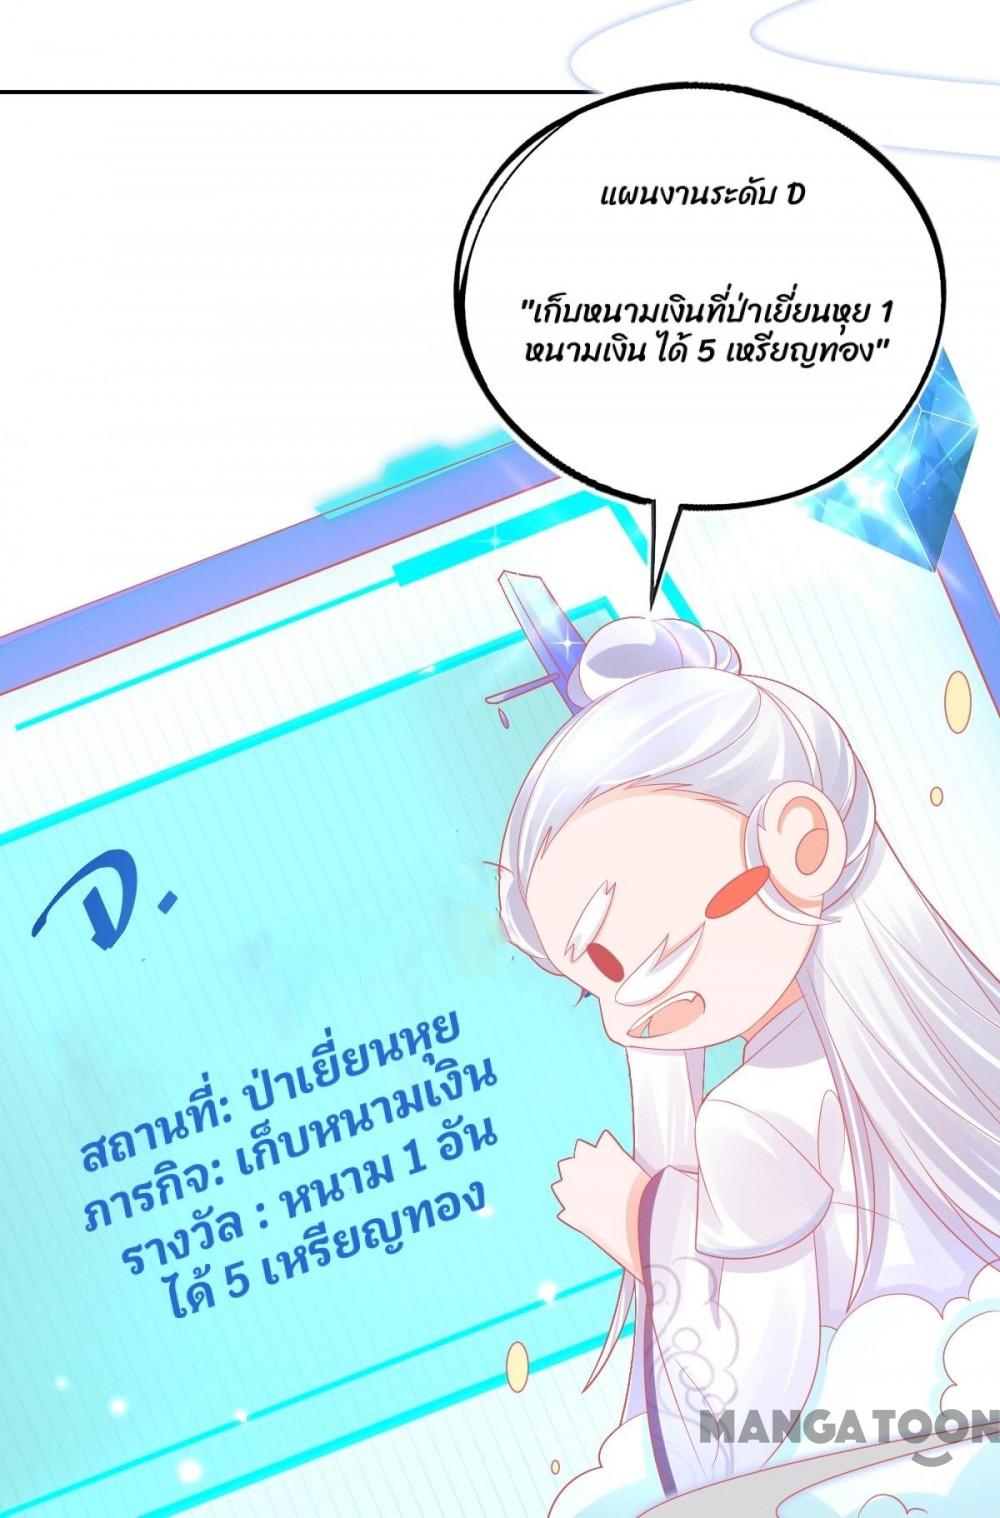 แผนงานระดับ D
"เก็บหนามเงินที่ป่าเยี่ยนหุย 1
หนามเงิน ได้ 5 เหรียญทอง"
D.
สถานที่: ป่าเยี่ยนหุย
ภารกิจ: เก็บหนามเงิน
รางวัล : หนาม 1 อัน
ได้ 5 เหรียญทอง
MANGATOON